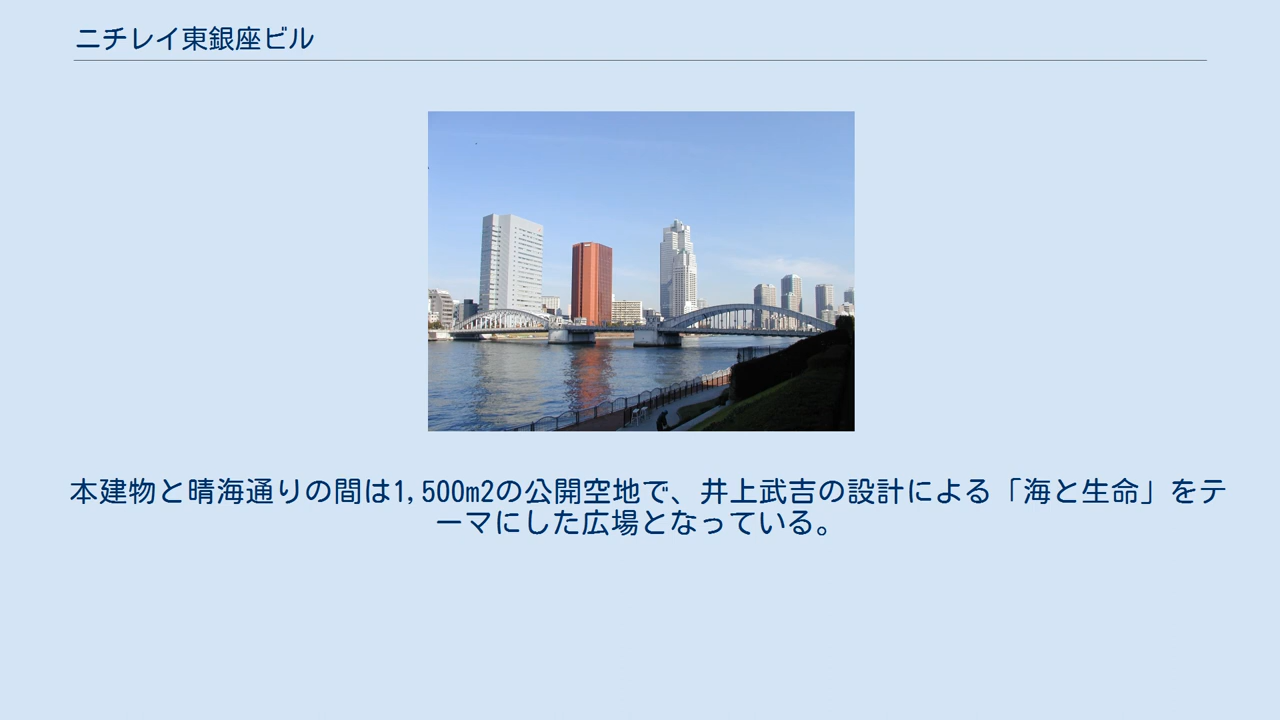 ニチレイ東銀座ビル
本建物と晴海通りの間は1,500m2の公開空地で、井上武吉の設計による「海と生命」をテ
ーマにした広場となっている。